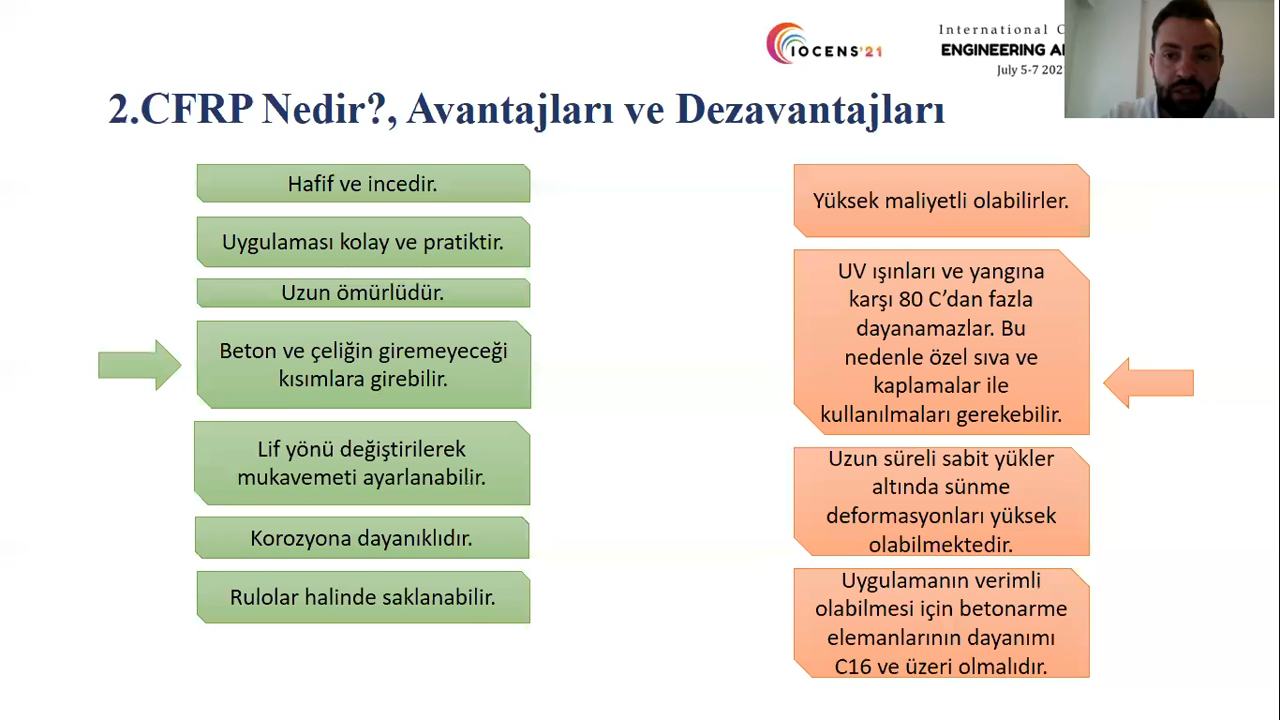 IOCENS'21
International C
ENGINEERING A
July 5-7 202
2.CFRP Nedir?, Avantajları ve Dezavantajları
Hafif ve incedir.
Uygulaması kolay ve pratiktir.
Uzun ömürlüdür.
Beton ve çeliğin giremeyeceği
kısımlara girebilir.
Lif yönü değiştirilerek
mukavemeti ayarlanabilir.
Korozyona dayanıklıdır.
Rulolar halinde saklanabilir.
Yüksek maliyetli olabilirler.
UV ışınları ve yangına
karşı 80 C’dan fazla
dayanamazlar. Bu
nedenle özel sıva ve
kaplamalar ile
kullanılmaları gerekebilir.
Uzun süreli sabit yükler
altında sünme
deformasyonları yüksek
olabilmektedir.
Uygulamanın verimli
olabilmesi için betonarme
elemanlarının dayanımı
C16 ve üzeri olmalıdır.